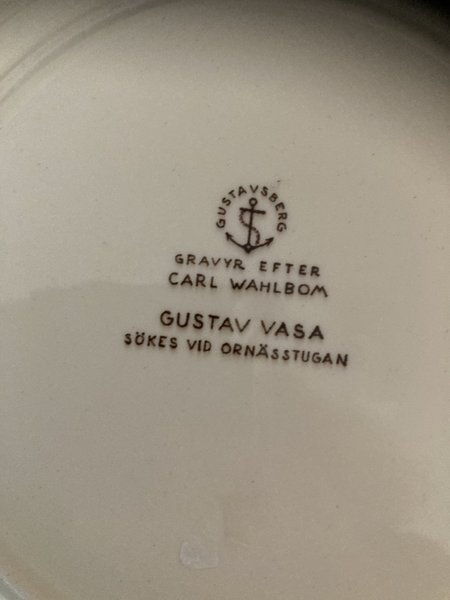 GUSTAVSBERG
GRAVYR EFTER
CARL WAHLBOM
GUSTAV VASA
SÖKES VID ORNÄSSTUGAN